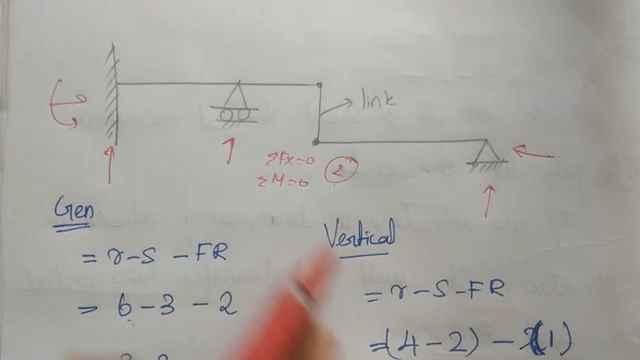 link
ΣFx=0
ΣM=0
2
Gen
= r-S-FR
= 6-3-2
Vertical
= r-S-FR
=(4-2)-
(1)